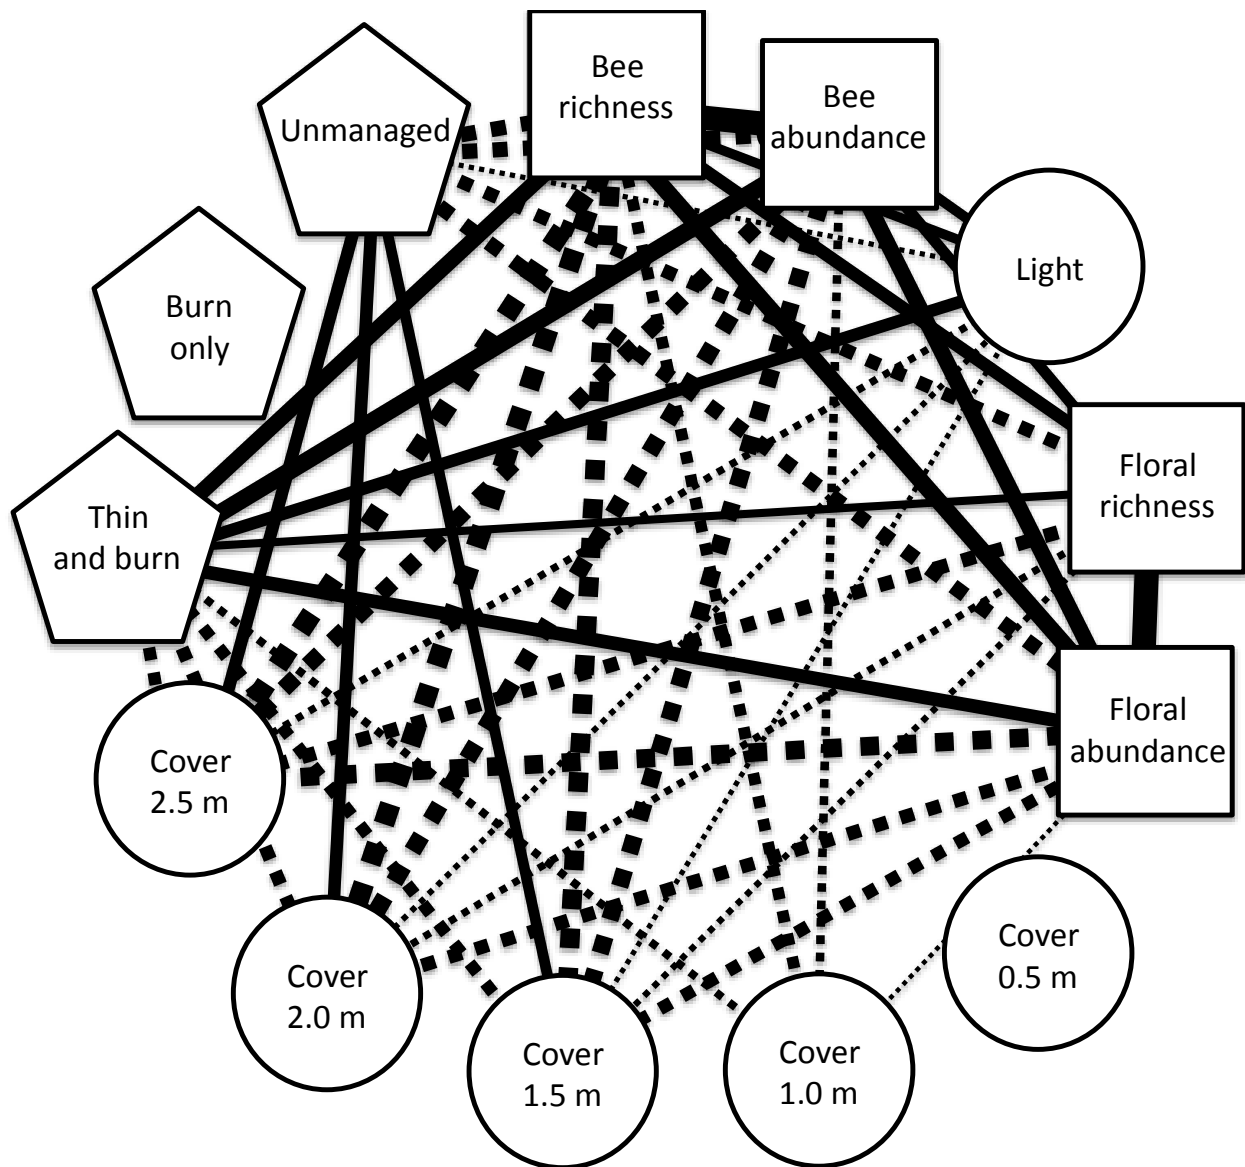 Bee
richness
Bee
abundance
Unmanaged
Light
Burn
only
Floral
richness
Thin
and burn
Floral
abundance
Cover
2.5 m
Cover
2.0 m
Cover
1.5 m
Cover
1.0 m
Cover
0.5 m